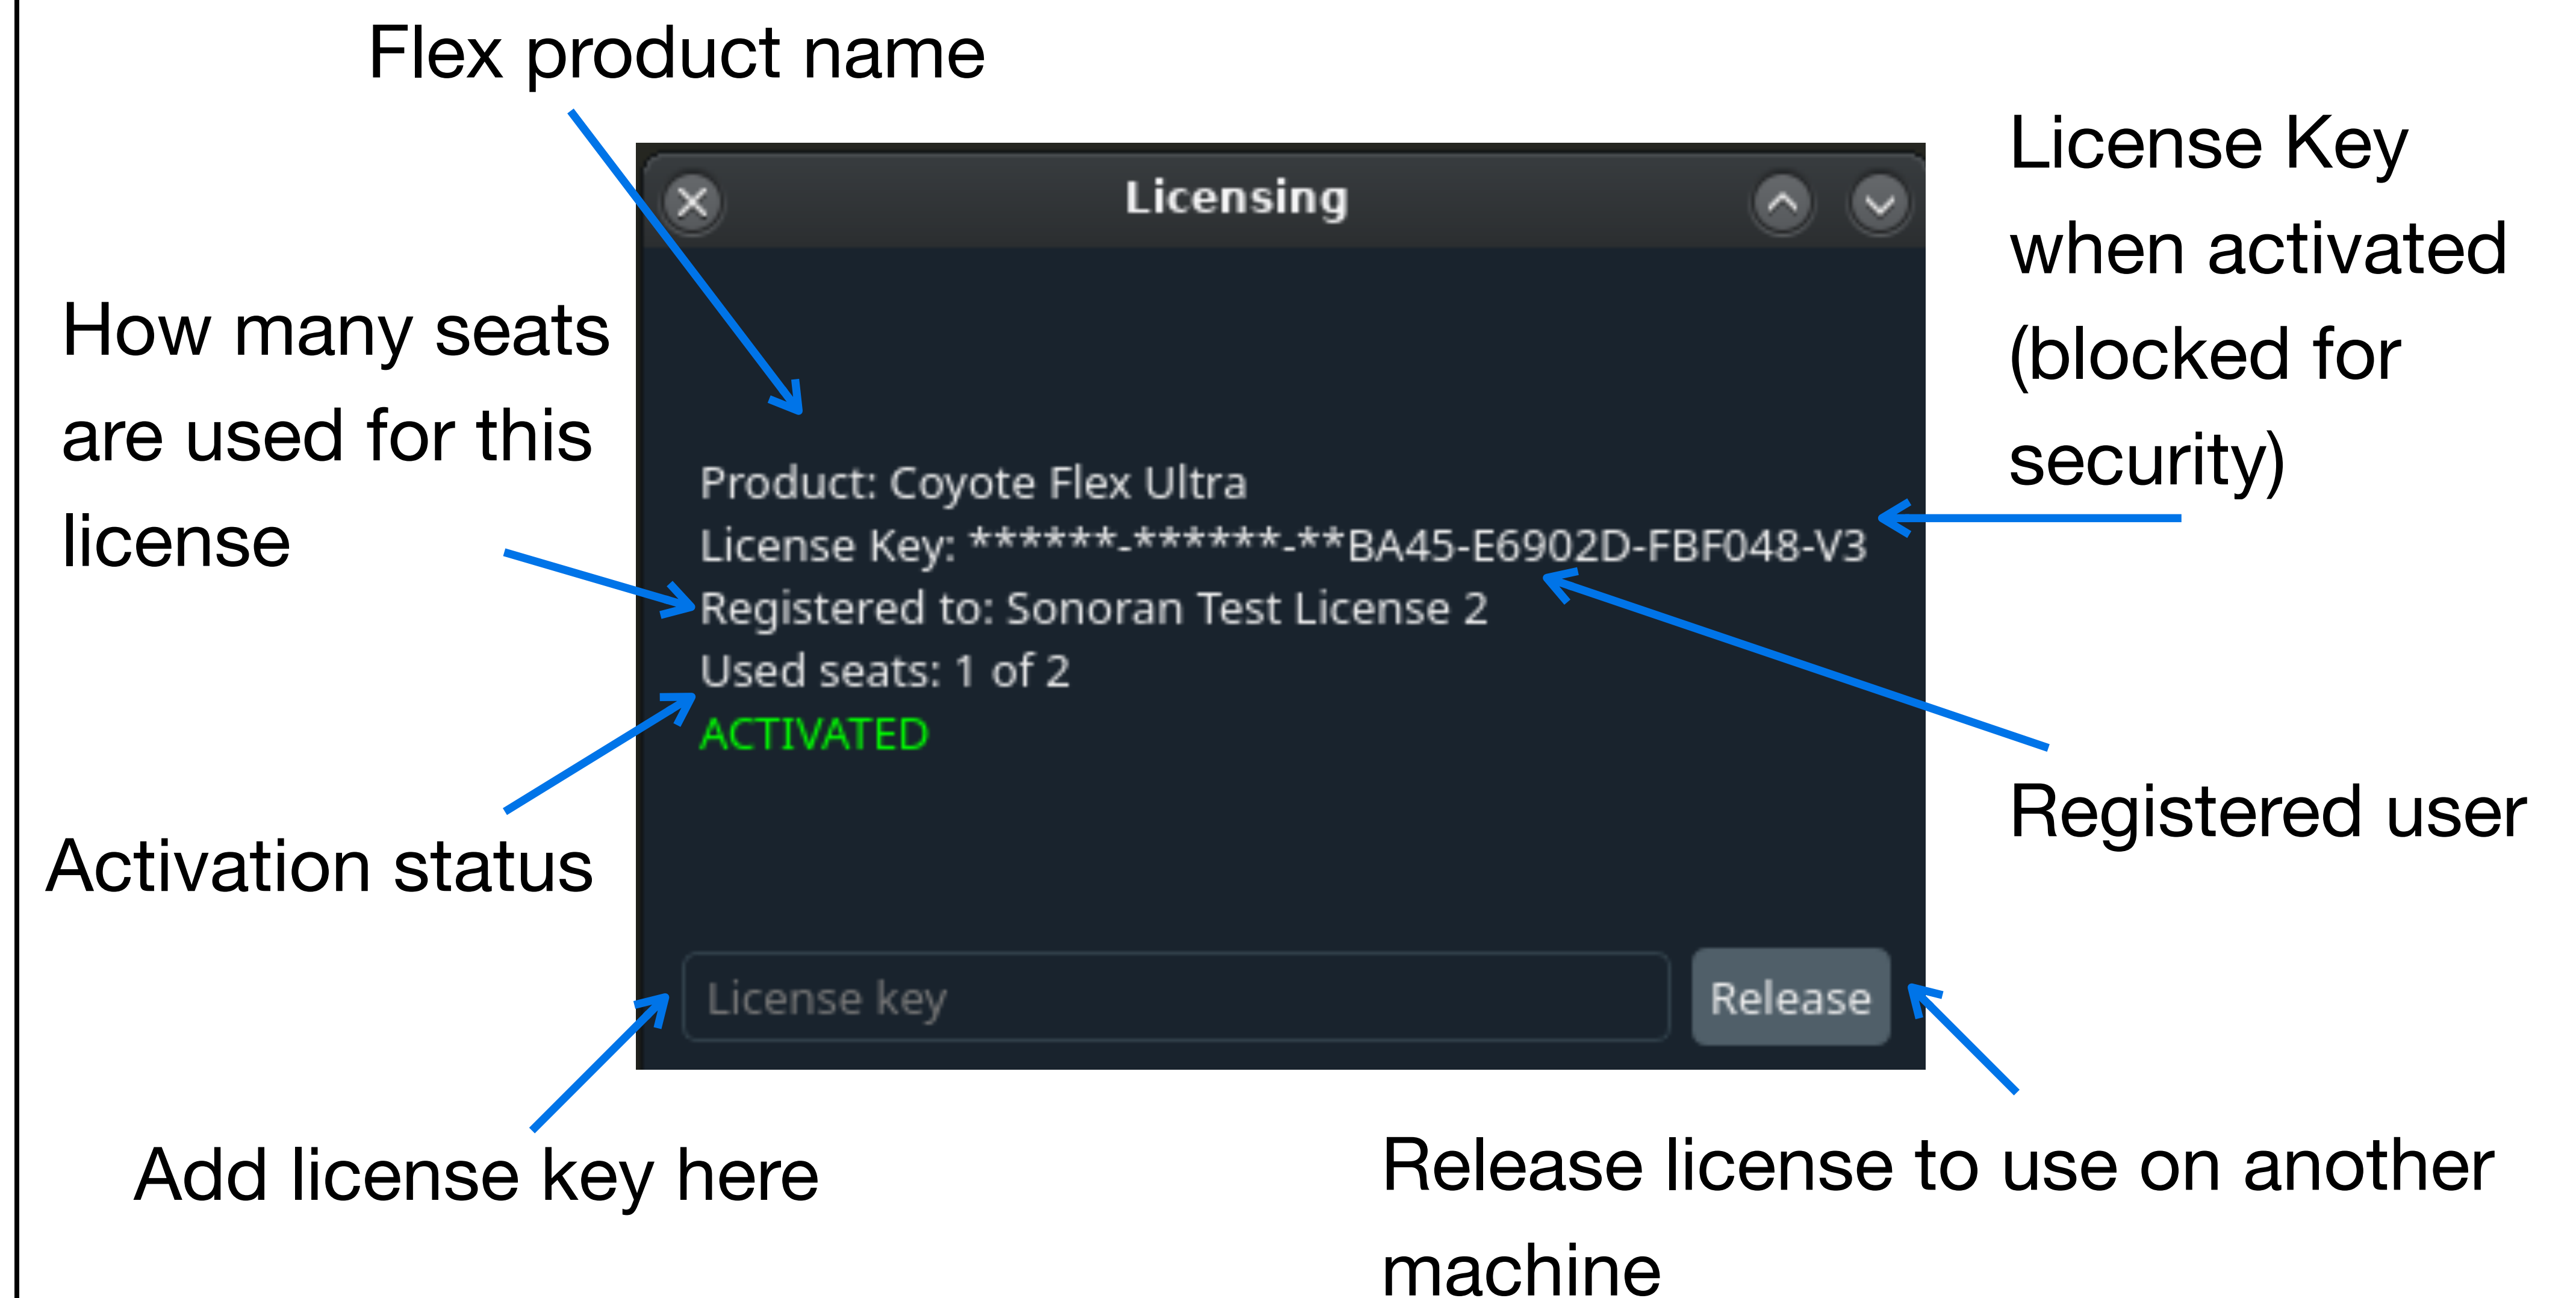 Flex product name
License Key
when activated
(blocked for
security)
How many seats
are used for this
license
Licensing
Product: Coyote Flex Ultra
License Key: ******-******-**BA45-E6902D-FBF048-V3
Registered to: Sonoran Test License 2
Used seats: 1 of 2
ACTIVATED
Activation status
Registered user
License key
Release
Add license key here
Release license to use on another
machine